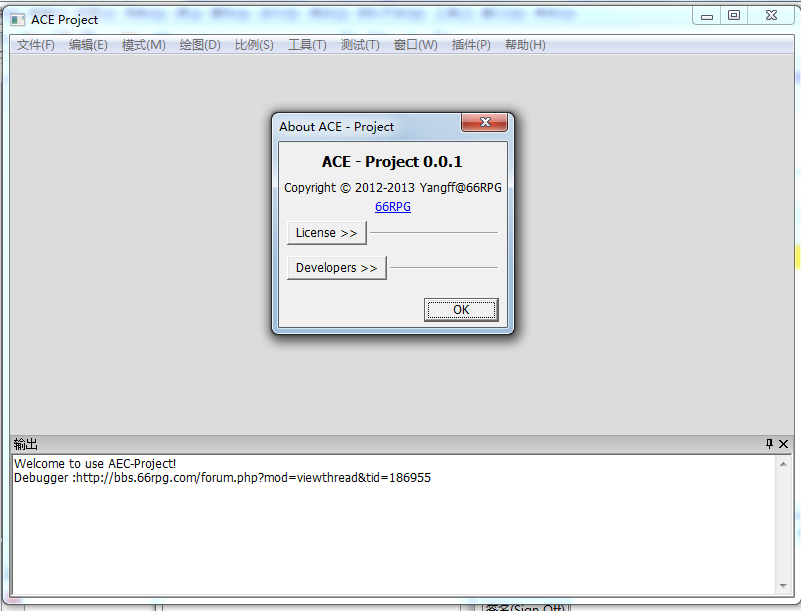 ACE Project
文件(F) 编辑(E) 模式(M) 绘图(D) 比例(S) 工具(T) 测试(T) 窗口(W) 插件(P) 帮助(H)
About ACE - Project
ACE - Project 0.0.1
Copyright © 2012-2013 Yangff@66RPG
66RPG
License >>
Developers >>
OK
输出
Welcome to use AEC-Project!
Debugger :http://bbs.66rpg.com/forum.php?mod=viewthread&tid=186955
签名(Sign Off)